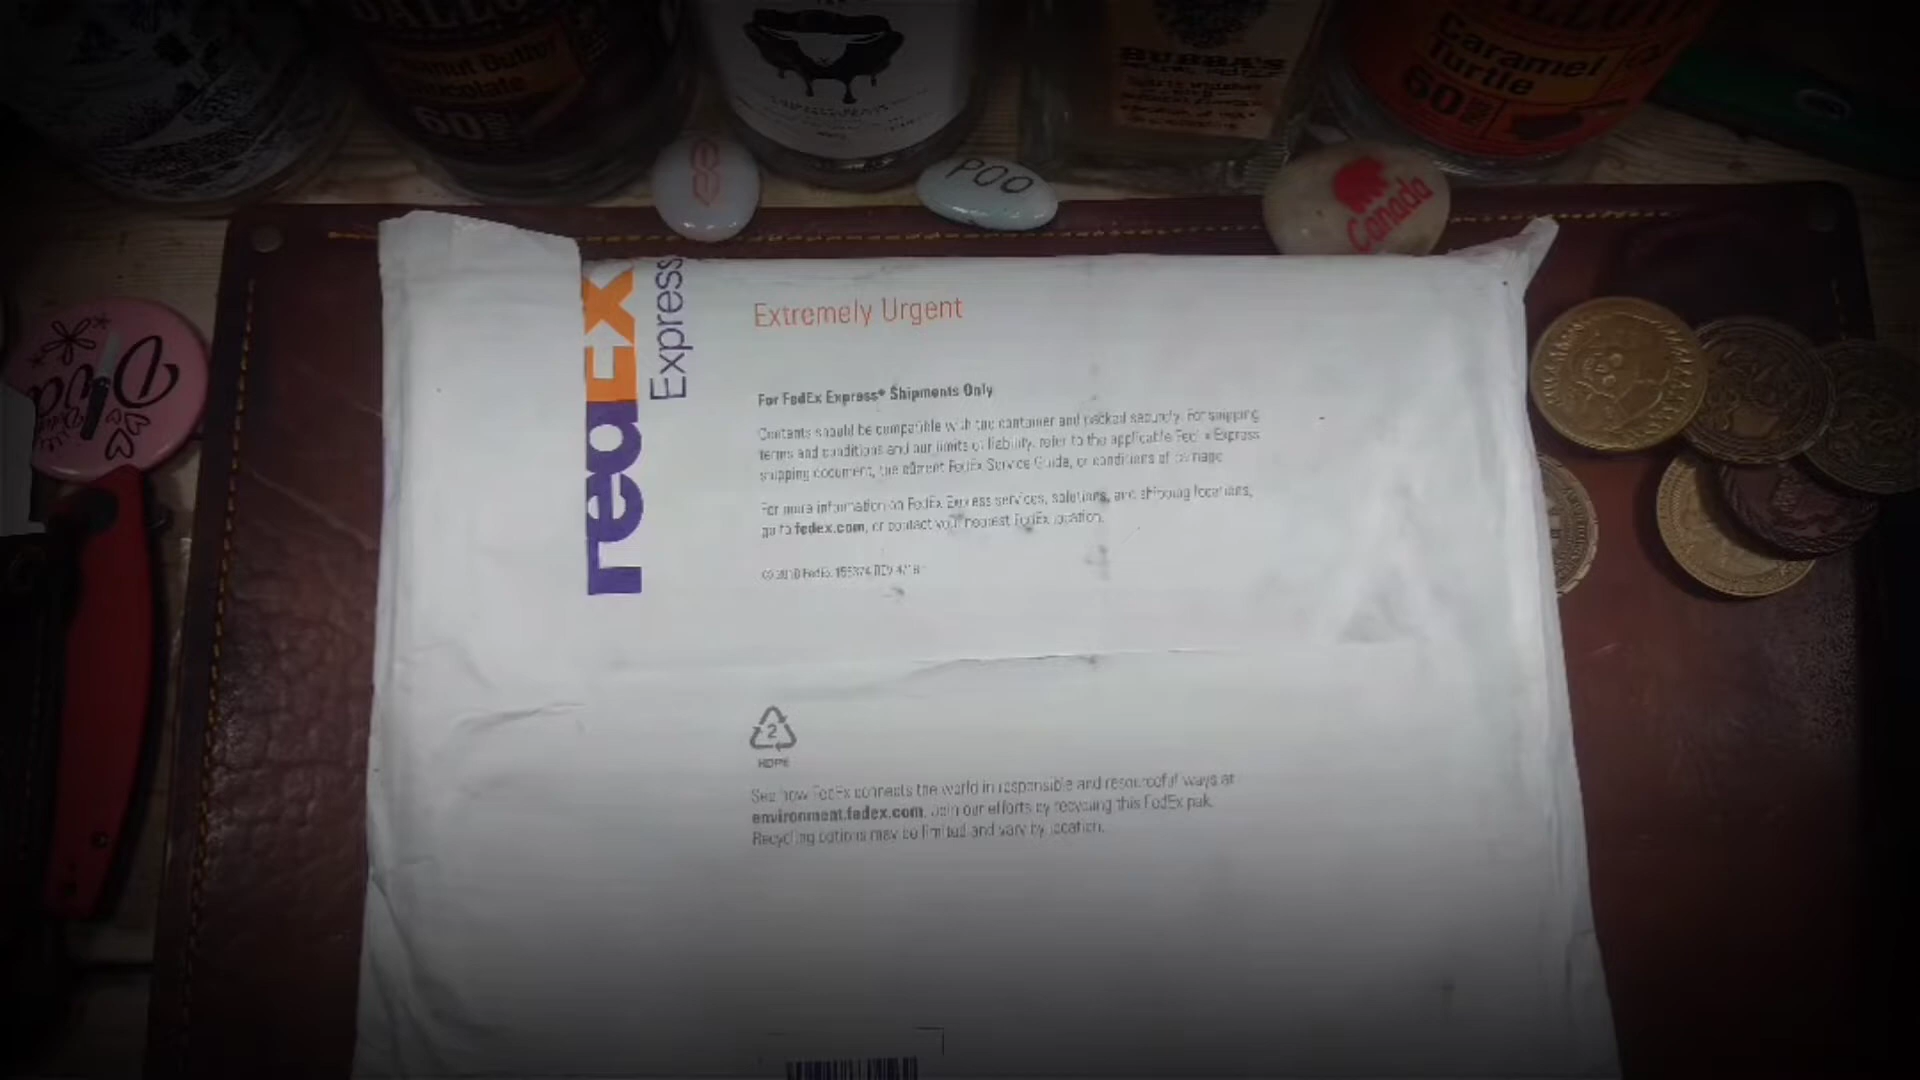 Chocolate
60
BUBBA'S
Caramel
Turtle
60
POO
Canada
Diva
FedEx
Express
Extremely Urgent
For FedEx Express® Shipments Only
Contents should be compatible with the container and packed securely. For shipping
terms and conditions and our limits of liability, refer to the applicable FedEx Express
shipping document, the current FedEx Service Guide, or conditions of carriage.
For more information on FedEx Express services, solutions, and shipping locations,
go to fedex.com, or contact your nearest FedEx location.
2
HDPE
See how FedEx connects the world in responsible and resourceful ways at
environment.fedex.com. Join our efforts by recycling this FedEx pak.
Recycling options may be limited and vary by location.